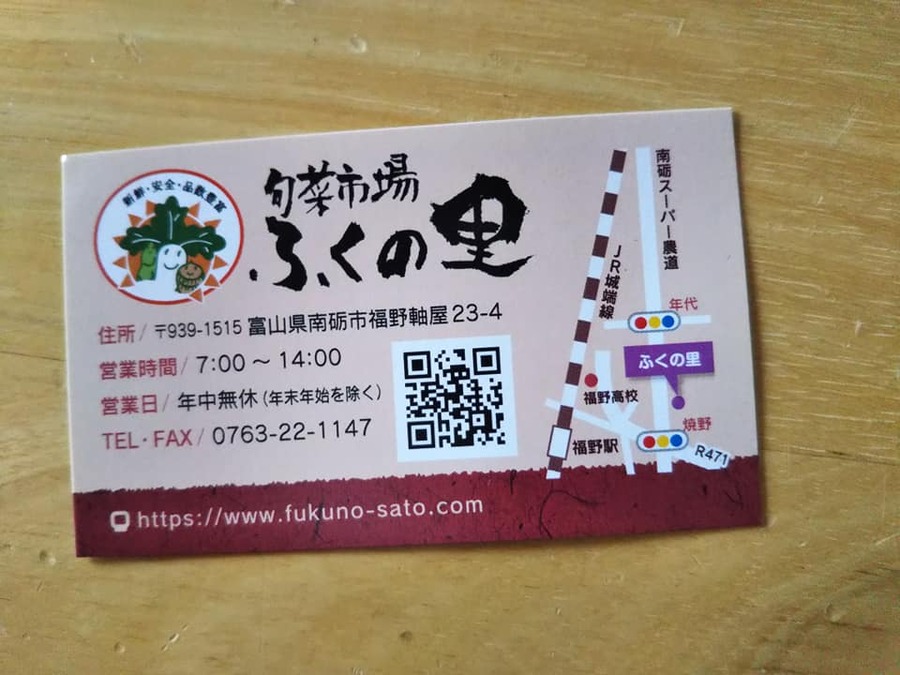 新鮮・安全・品数豊富
旬菜市場
ふくの里
住所/ 〒939-1515 富山県南砺市福野軸屋23-4
営業時間/ 7:00～14:00
営業日/ 年中無休(年末年始を除く)
TEL・FAX/ 0763-22-1147
https://www.fukuno-sato.com
南砺スーパー農道
JR城端線
年代
ふくの里
福野高校
焼野
福野駅
R471